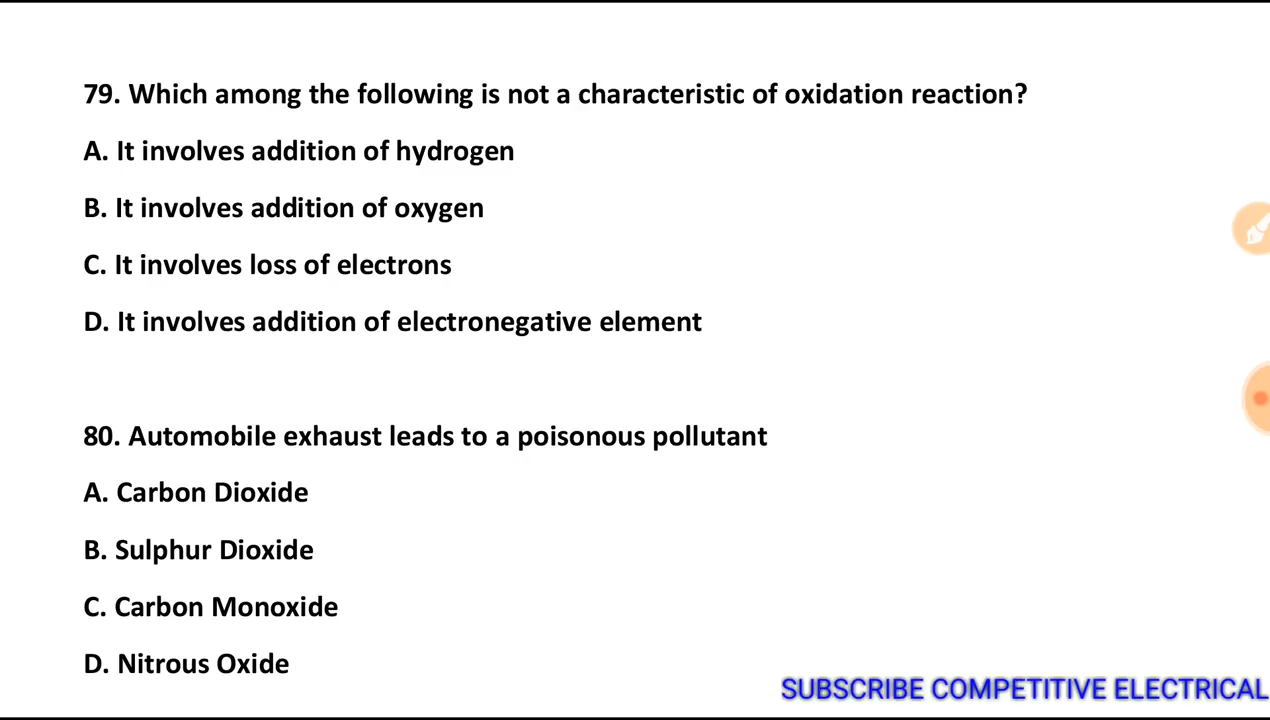 79. Which among the following is not a characteristic of oxidation reaction?
A. It involves addition of hydrogen
B. It involves addition of oxygen
C. It involves loss of electrons
D. It involves addition of electronegative element
80. Automobile exhaust leads to a poisonous pollutant
A. Carbon Dioxide
B. Sulphur Dioxide
C. Carbon Monoxide
D. Nitrous Oxide
SUBSCRIBE COMPETITIVE ELECTRICAL